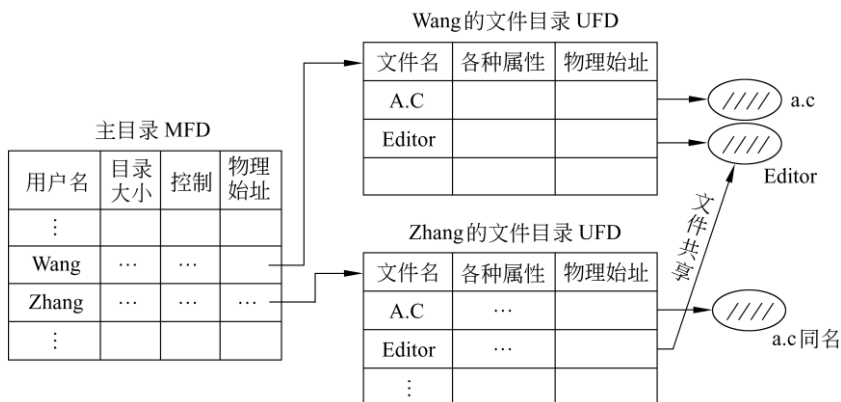 Wang的文件目录 UFD
文件名 各种属性 物理始址
A.C
Editor
a.c
Editor
主目录 MFD
用户名 目录大小 控制 物理始址
⋮
Wang … …
Zhang … … …
⋮
Zhang的文件目录 UFD
文件名 各种属性 物理始址
A.C …
Editor …
⋮
文件共享
a.c同名